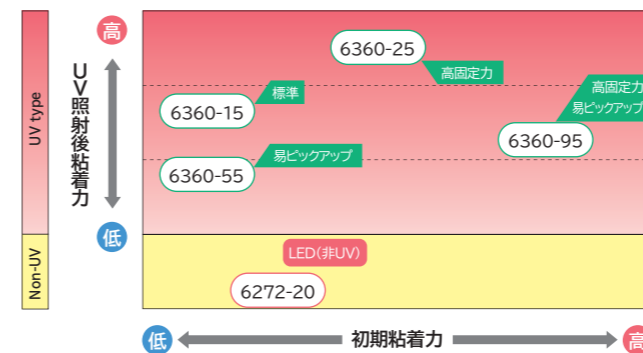 UV type
Non-UV
高
UV照射後粘着力
低
6360-25
高固定力
標準
6360-15
高固定力
易ピックアップ
6360-95
易ピックアップ
6360-55
LED(非UV)
6272-20
低
初期粘着力
高